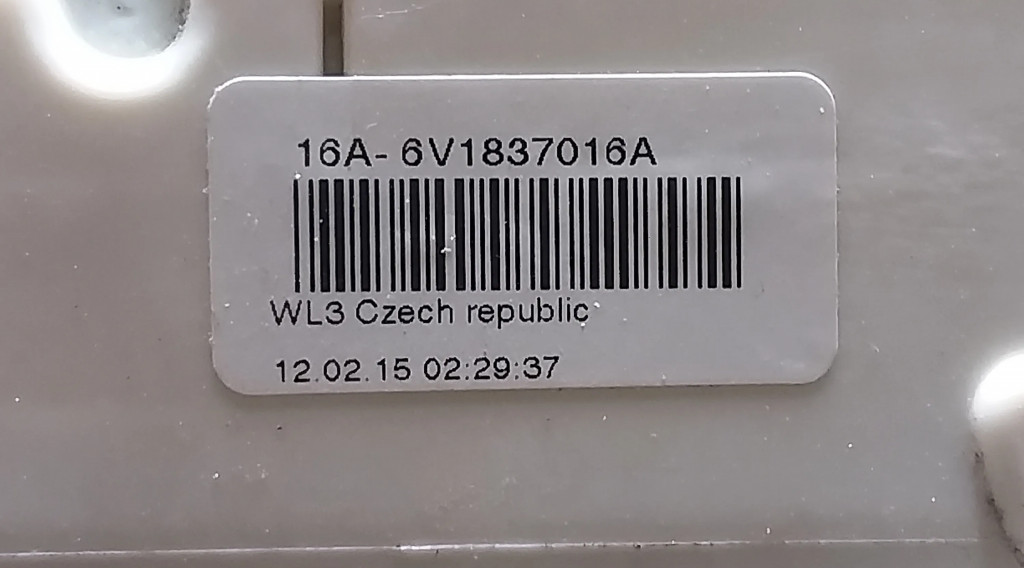 16A- 6V1837016A
WL3 Czech republic
12.02.15 02:29:37